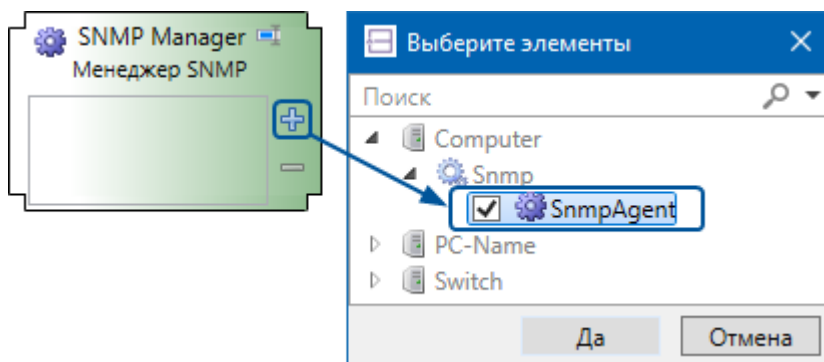 SNMP Manager
Менеджер SNMP
Выберите элементы
Поиск
Computer
Snmp
SnmpAgent
PC-Name
Switch
Да
Отмена